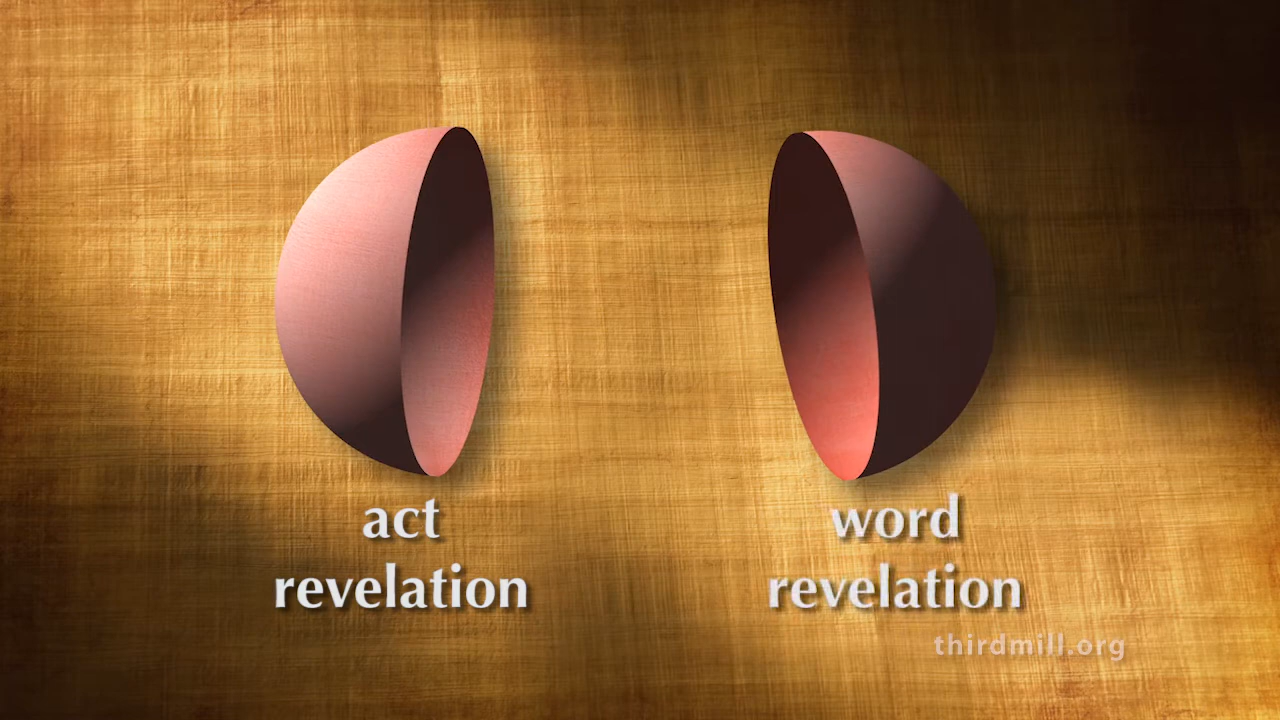 act
revelation
word
revelation
thirdmill.org